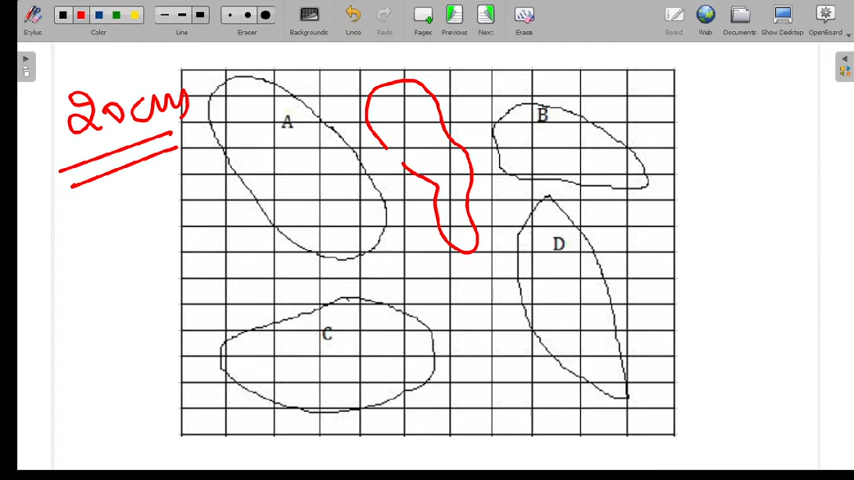 Stylus
Color
Line
Eraser
Backgrounds
Undo
Redo
Pages
Previous
Next
Erase
Board
Web
Documents
Show Desktop
OpenBoard
A
B
20cm
D
C